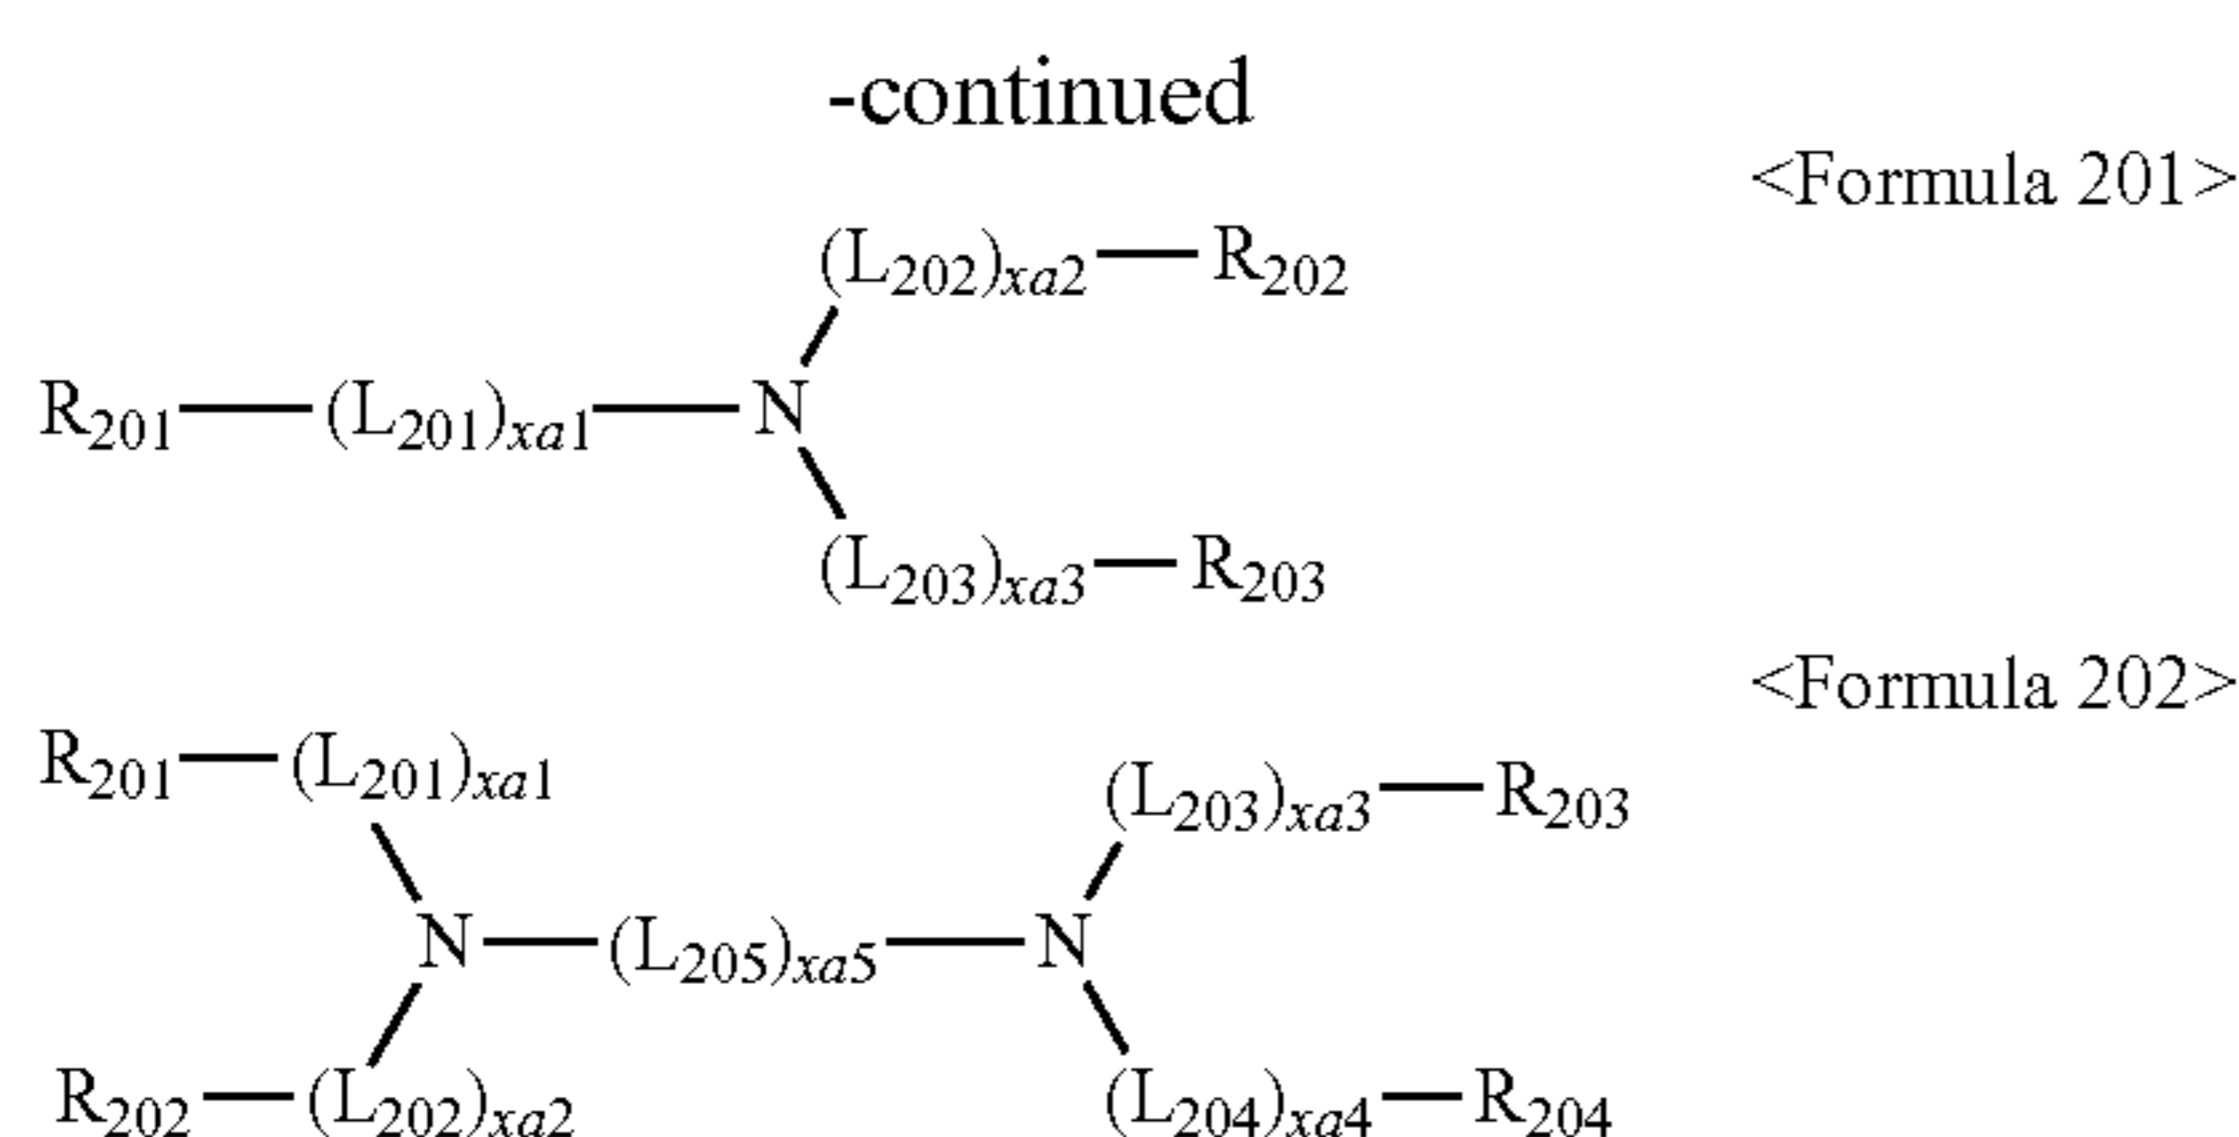 -continued
<Formula 201>
(L202)xa2—R202
R201—(L201)xa1—N
(L203)xa3—R203
<Formula 202>
R201—(L201)xa1
(L203)xa3—R203
N—(L205)xa5—N
R202—(L202)xa2
(L204)xa4—R204